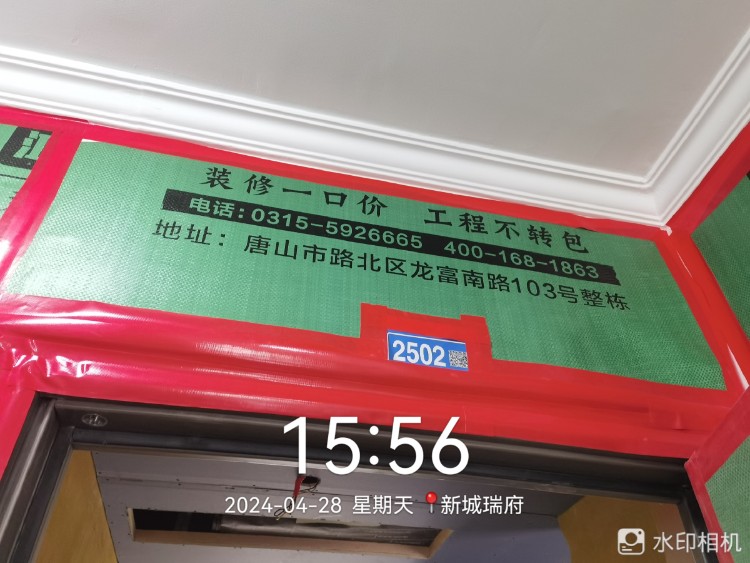 装修一口价 工程不转包
电话:0315-5926665 400-168-1863
地址：唐山市路北区龙富南路103号整栋
2502
15:56
2024-04-28 星期天 新城瑞府
水印相机